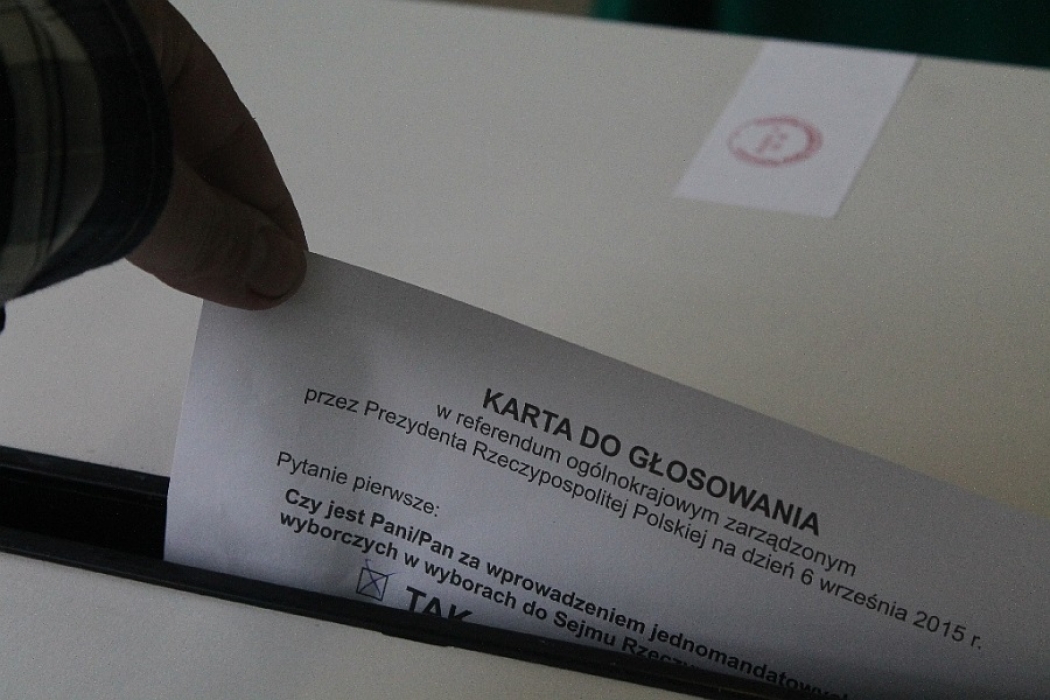 KARTA DO GŁOSOWANIA
w referendum ogólnokrajowym zarządzonym
przez Prezydenta Rzeczypospolitej Polskiej na dzień 6 września 2015 r.
Pytanie pierwsze:
Czy jest Pani/Pan za wprowadzeniem jednomandatowych
wyborczych w wyborach do Sejmu
TAK